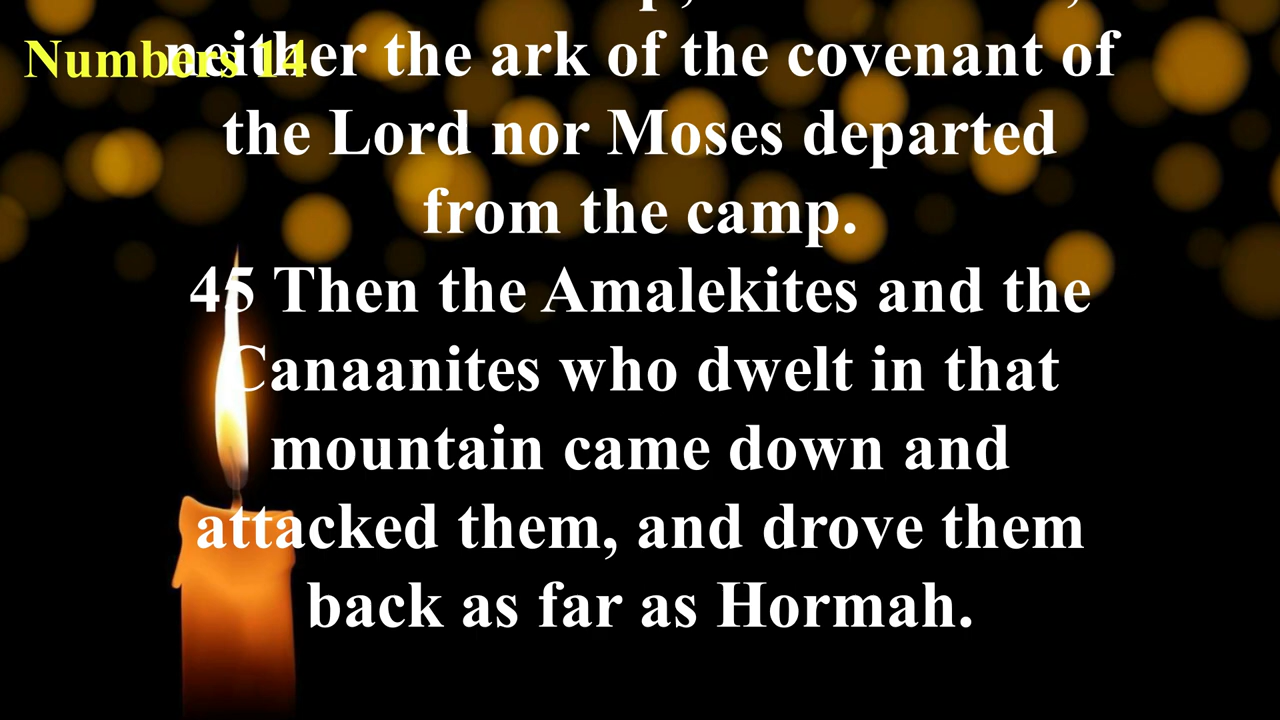 Numbers 14
neither the ark of the covenant of
the Lord nor Moses departed
from the camp.
45 Then the Amalekites and the
Canaanites who dwelt in that
mountain came down and
attacked them, and drove them
back as far as Hormah.